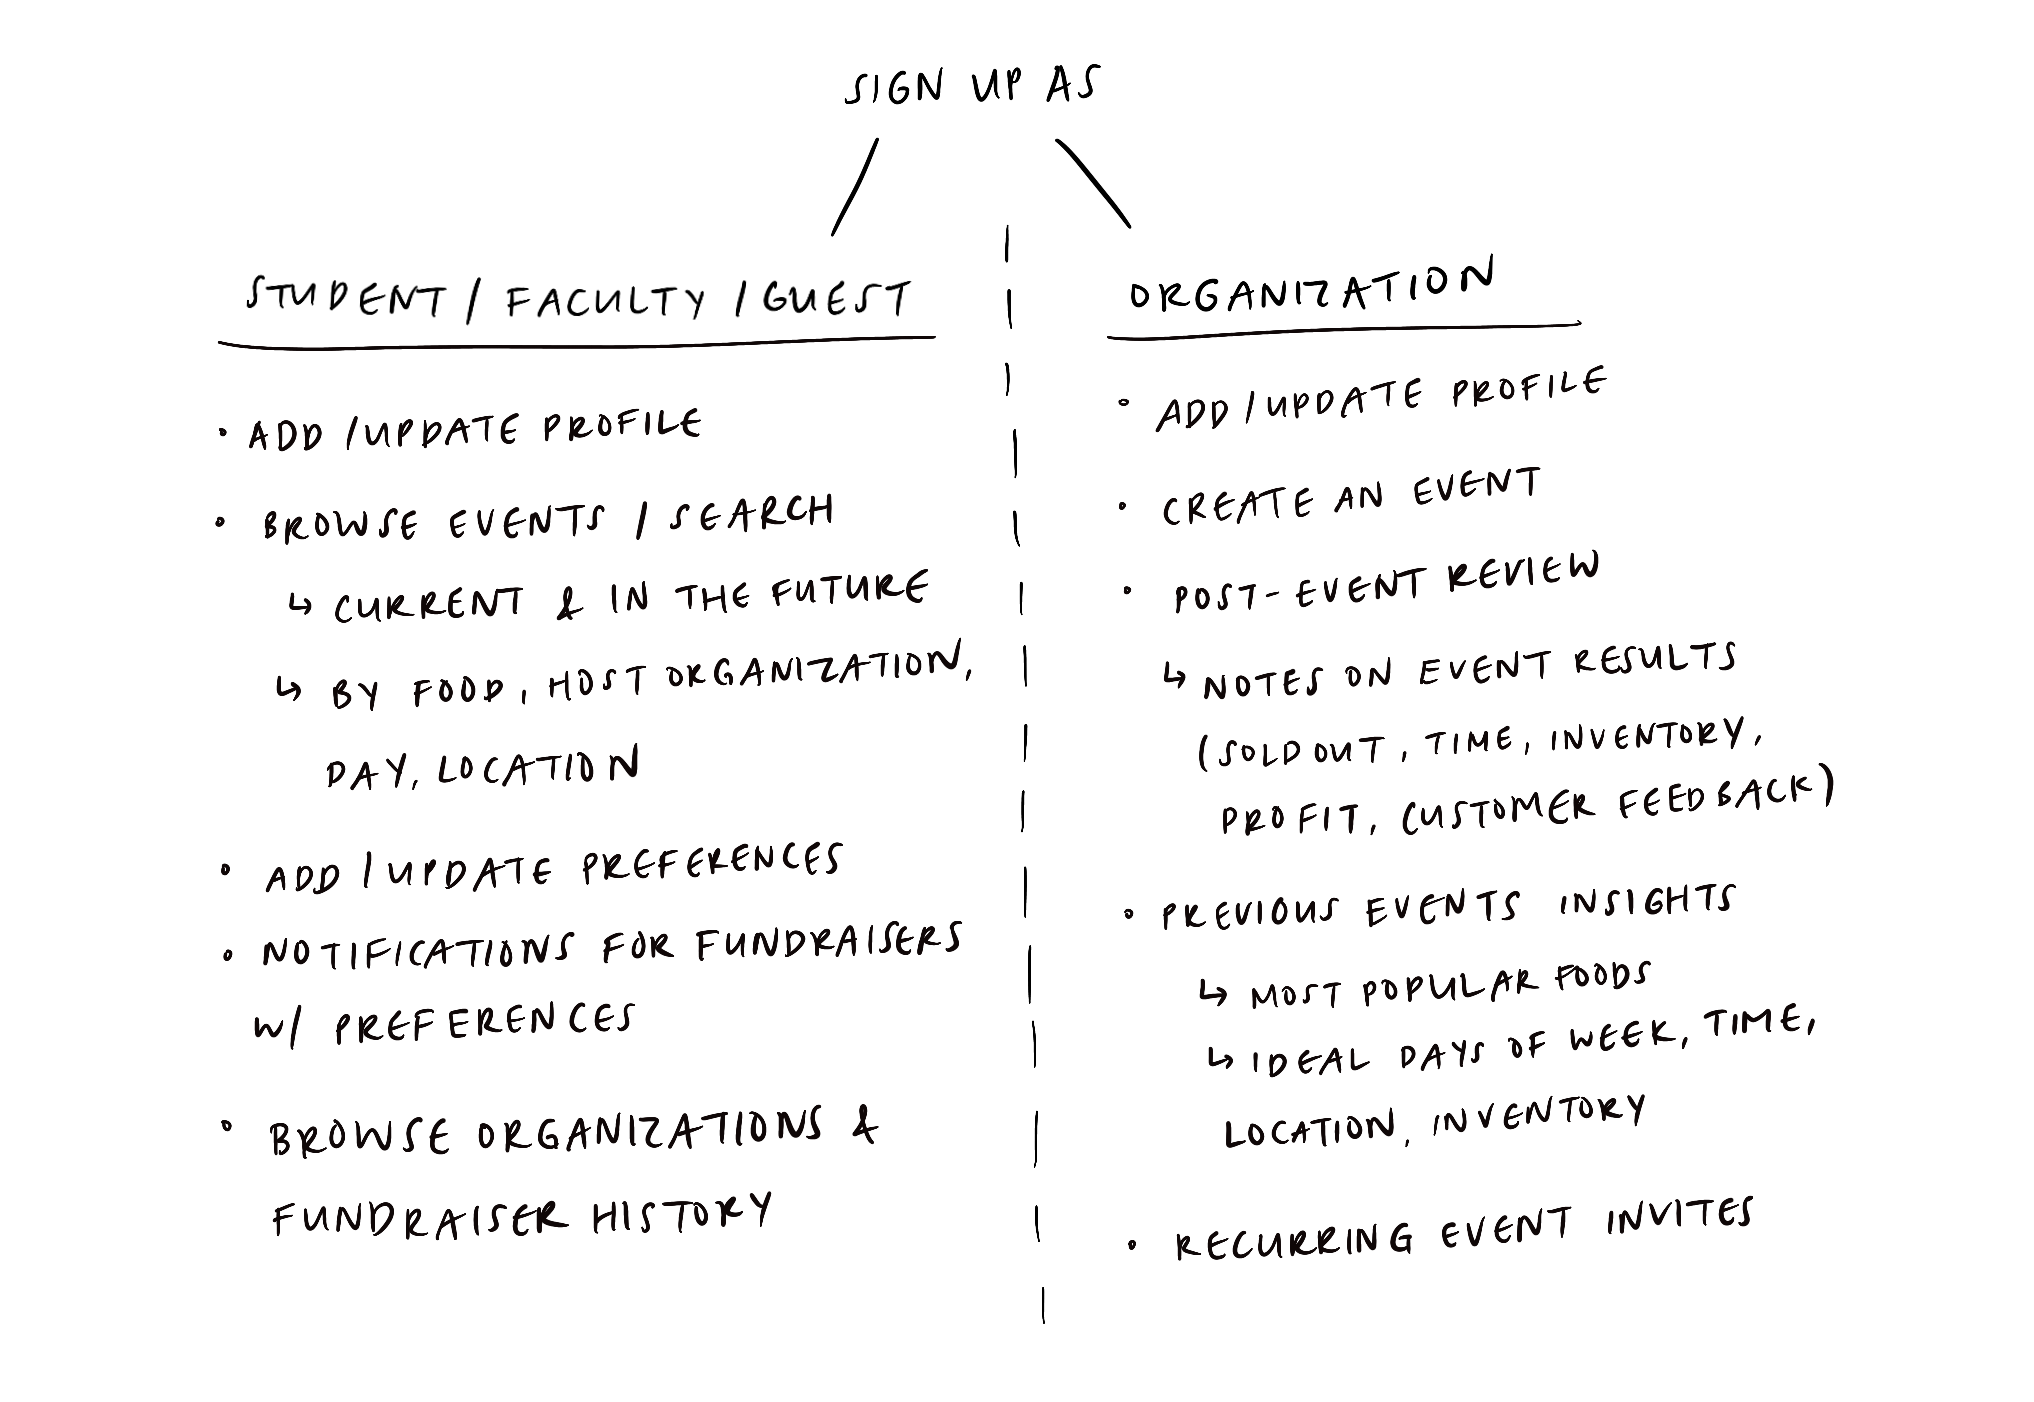 SIGN UP AS
STUDENT / FACULTY / GUEST
• ADD / UPDATE PROFILE
• BROWSE EVENTS / SEARCH
↳ CURRENT & IN THE FUTURE
↳ BY FOOD, HOST ORGANIZATION,
DAY, LOCATION
• ADD / UPDATE PREFERENCES
• NOTIFICATIONS FOR FUNDRAISERS
W/ PREFERENCES
• BROWSE ORGANIZATIONS &
FUNDRAISER HISTORY
ORGANIZATION
• ADD / UPDATE PROFILE
• CREATE AN EVENT
• POST-EVENT REVIEW
↳ NOTES ON EVENT RESULTS
(SOLD OUT, TIME, INVENTORY,
PROFIT, CUSTOMER FEEDBACK)
• PREVIOUS EVENTS INSIGHTS
↳ MOST POPULAR FOODS
↳ IDEAL DAYS OF WEEK, TIME,
LOCATION, INVENTORY
• RECURRING EVENT INVITES